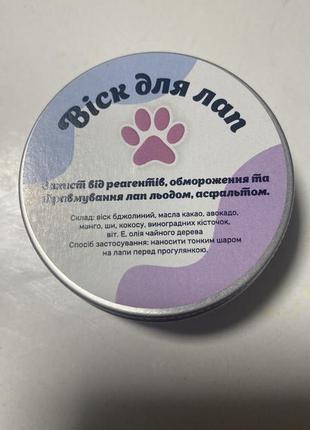 Віск для лап
Захист від реагентів, обмороження та
травмування лап льодом, асфальтом.
Склад: віск бджолиний, масла какао, авокадо,
манго, ши, кокосу, виноградних кісточок,
віт. Е, олія чайного дерева
Спосіб застосування: наносити тонким шаром
на лапи перед прогулянкою.